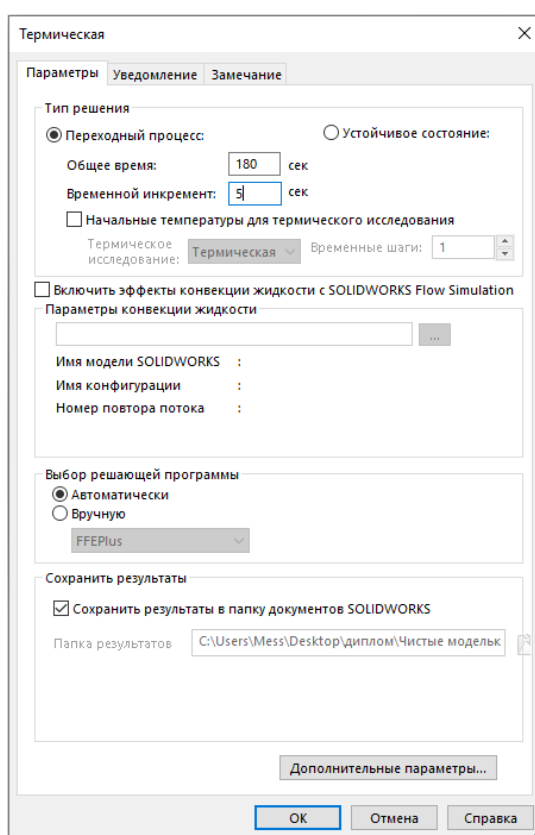 Термическая
Параметры Уведомление Замечание
Тип решения
Переходный процесс: Устойчивое состояние:
Общее время: 180 сек
Временной инкремент: 5 сек
Начальные температуры для термического исследования
Термическое исследование: Термическая Временные шаги: 1
Включить эффекты конвекции жидкости с SOLIDWORKS Flow Simulation
Параметры конвекции жидкости
...
Имя модели SOLIDWORKS :
Имя конфигурации :
Номер повтора потока :
Выбор решающей программы
Автоматически
Вручную
FFEPlus
Сохранить результаты
Сохранить результаты в папку документов SOLIDWORKS
Папка результатов C:\Users\Mess\Desktop\диплом\Чистые модельк
Дополнительные параметры...
ОК Отмена Справка